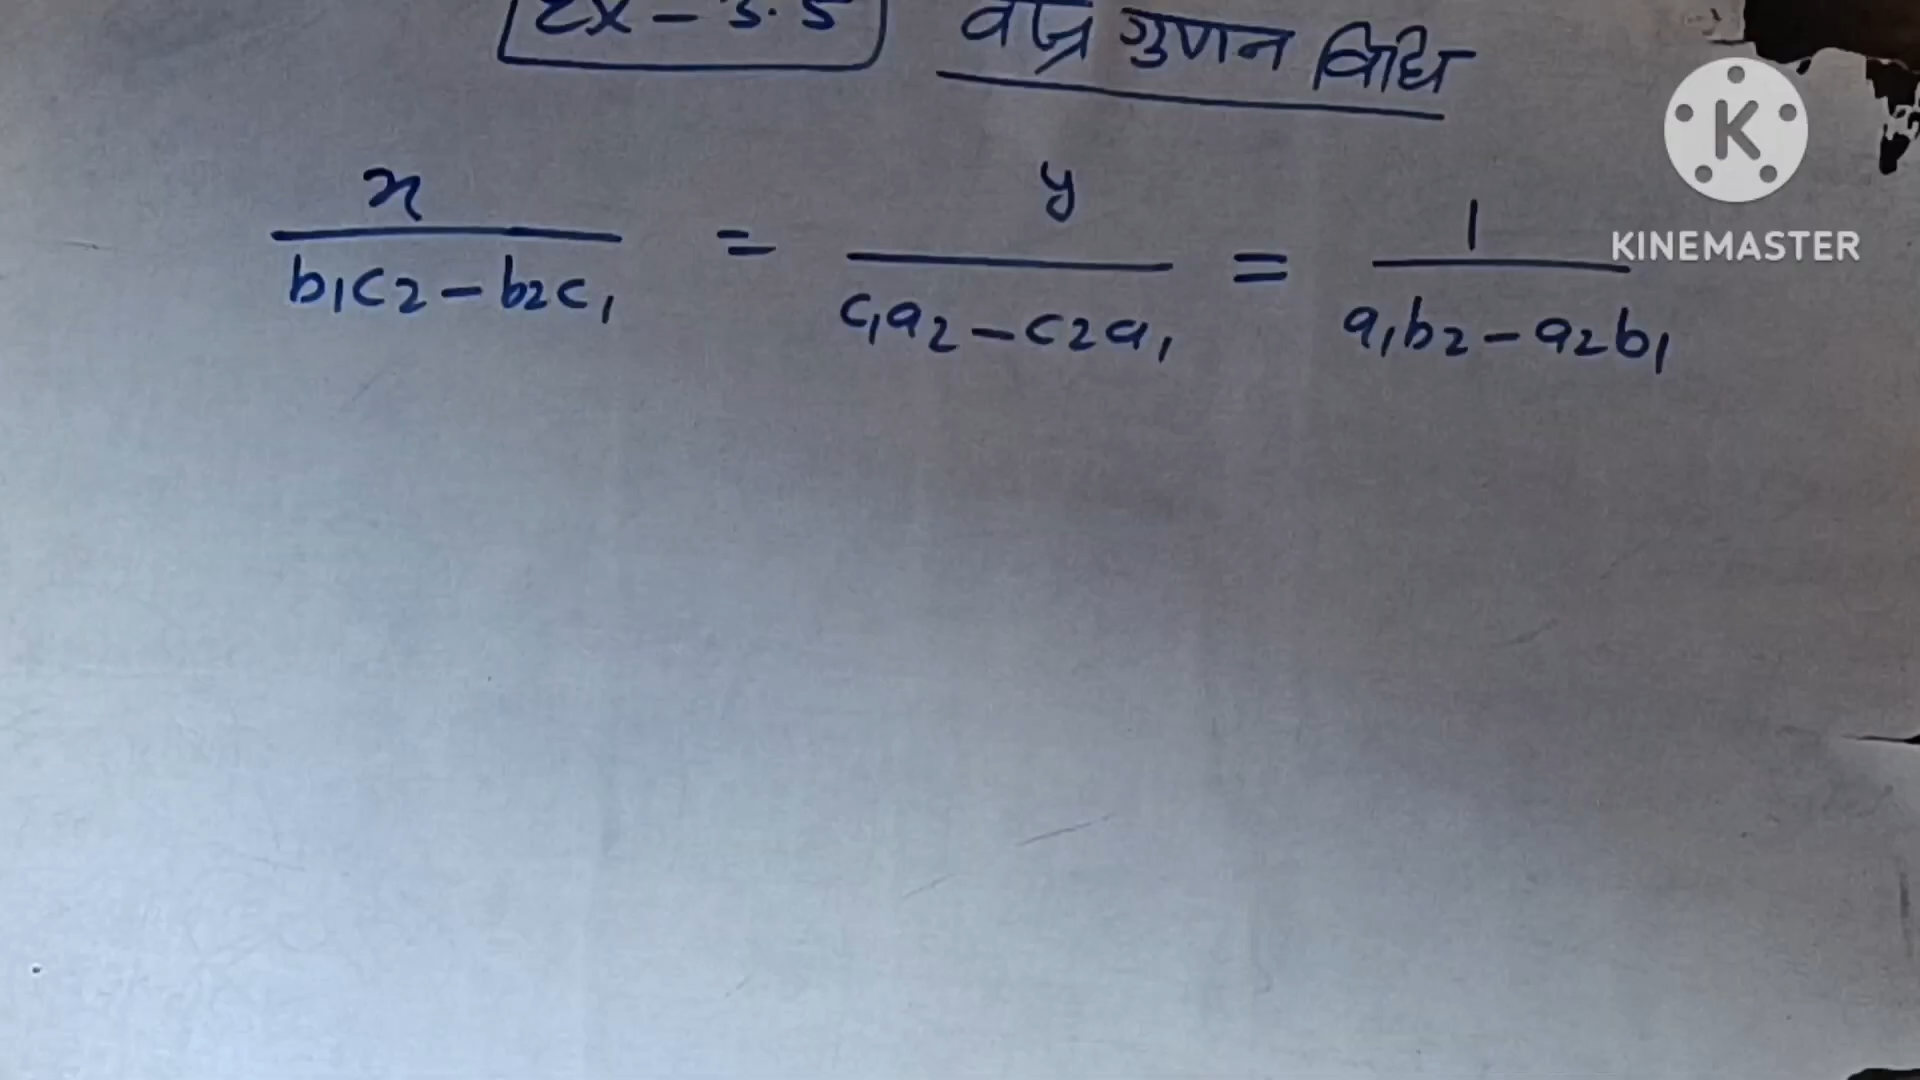 Ex - 3.5 वज्र गुणन विधि
x/(b₁c₂ - b₂c₁) = y/(c₁a₂ - c₂a₁) = 1/(a₁b₂ - a₂b₁)
K
KINEMASTER